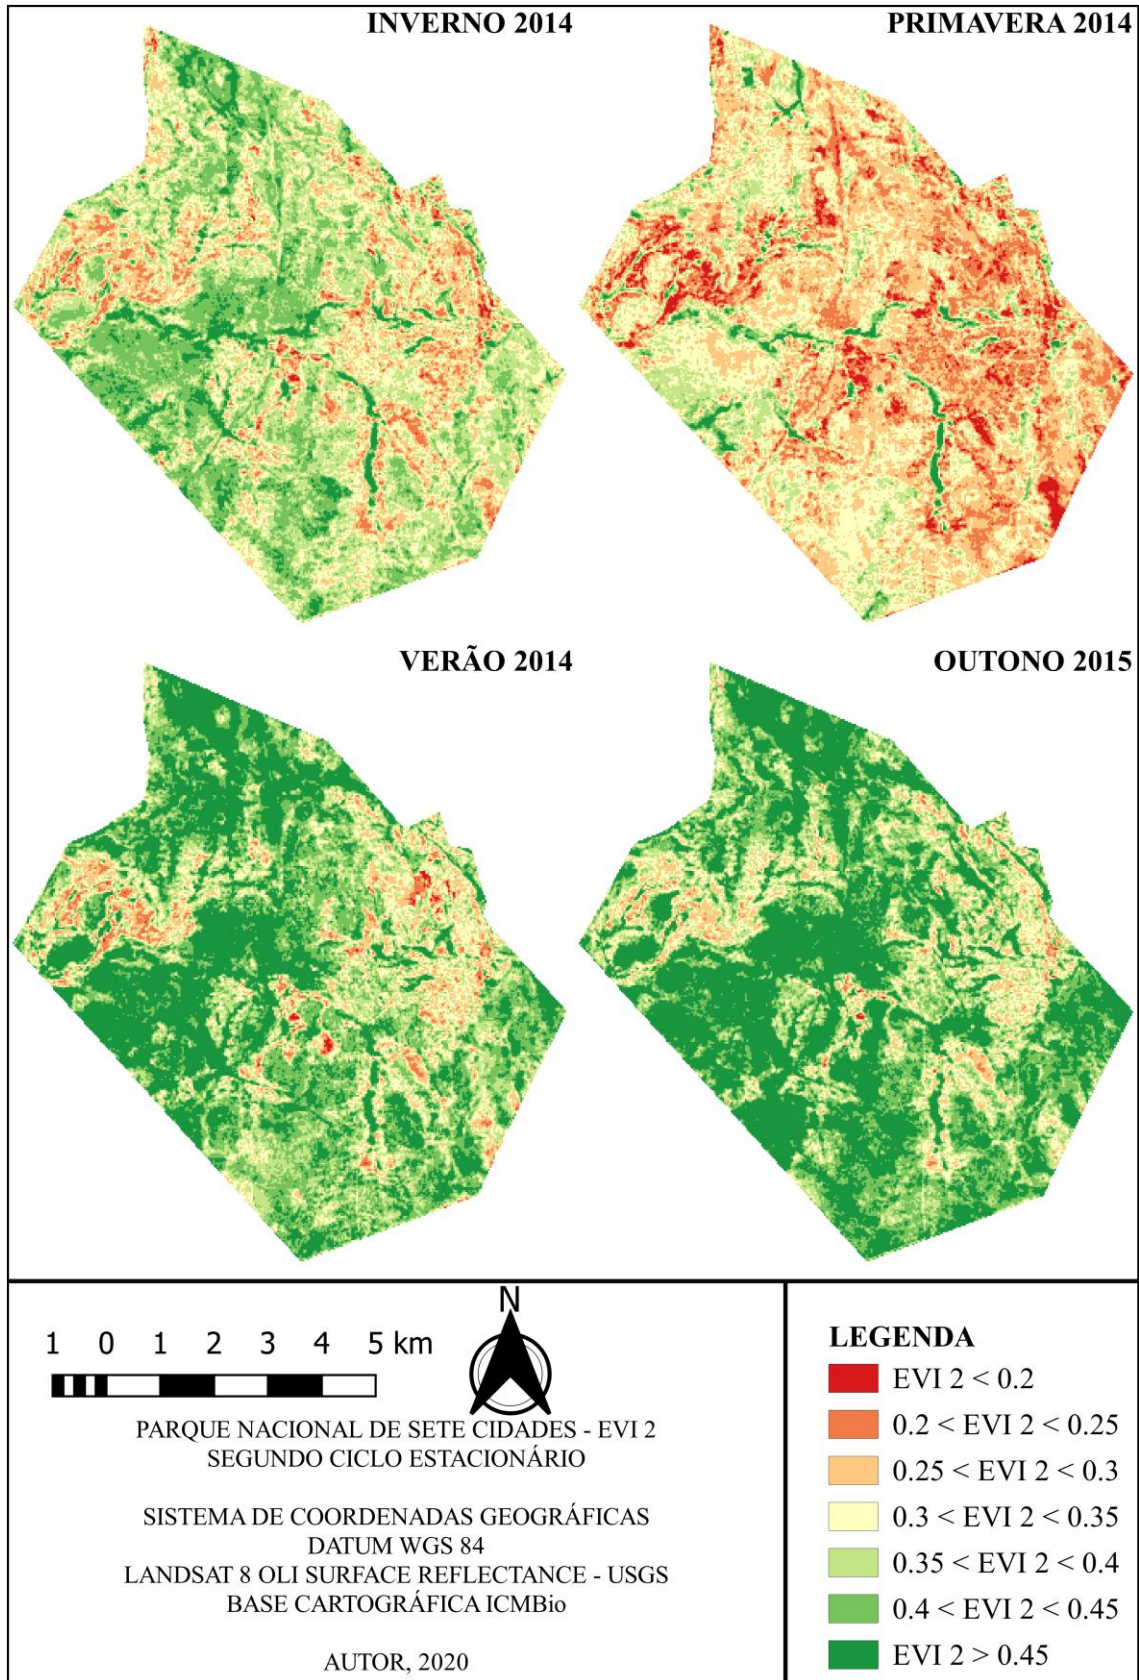 INVERNO 2014
PRIMAVERA 2014
VERÃO 2014
OUTONO 2015
N
1 0 1 2 3 4 5 km
PARQUE NACIONAL DE SETE CIDADES - EVI 2
SEGUNDO CICLO ESTACIONÁRIO
SISTEMA DE COORDENADAS GEOGRÁFICAS
DATUM WGS 84
LANDSAT 8 OLI SURFACE REFLECTANCE - USGS
BASE CARTOGRÁFICA ICMBio
AUTOR, 2020
LEGENDA
EVI 2 < 0.2
0.2 < EVI 2 < 0.25
0.25 < EVI 2 < 0.3
0.3 < EVI 2 < 0.35
0.35 < EVI 2 < 0.4
0.4 < EVI 2 < 0.45
EVI 2 > 0.45